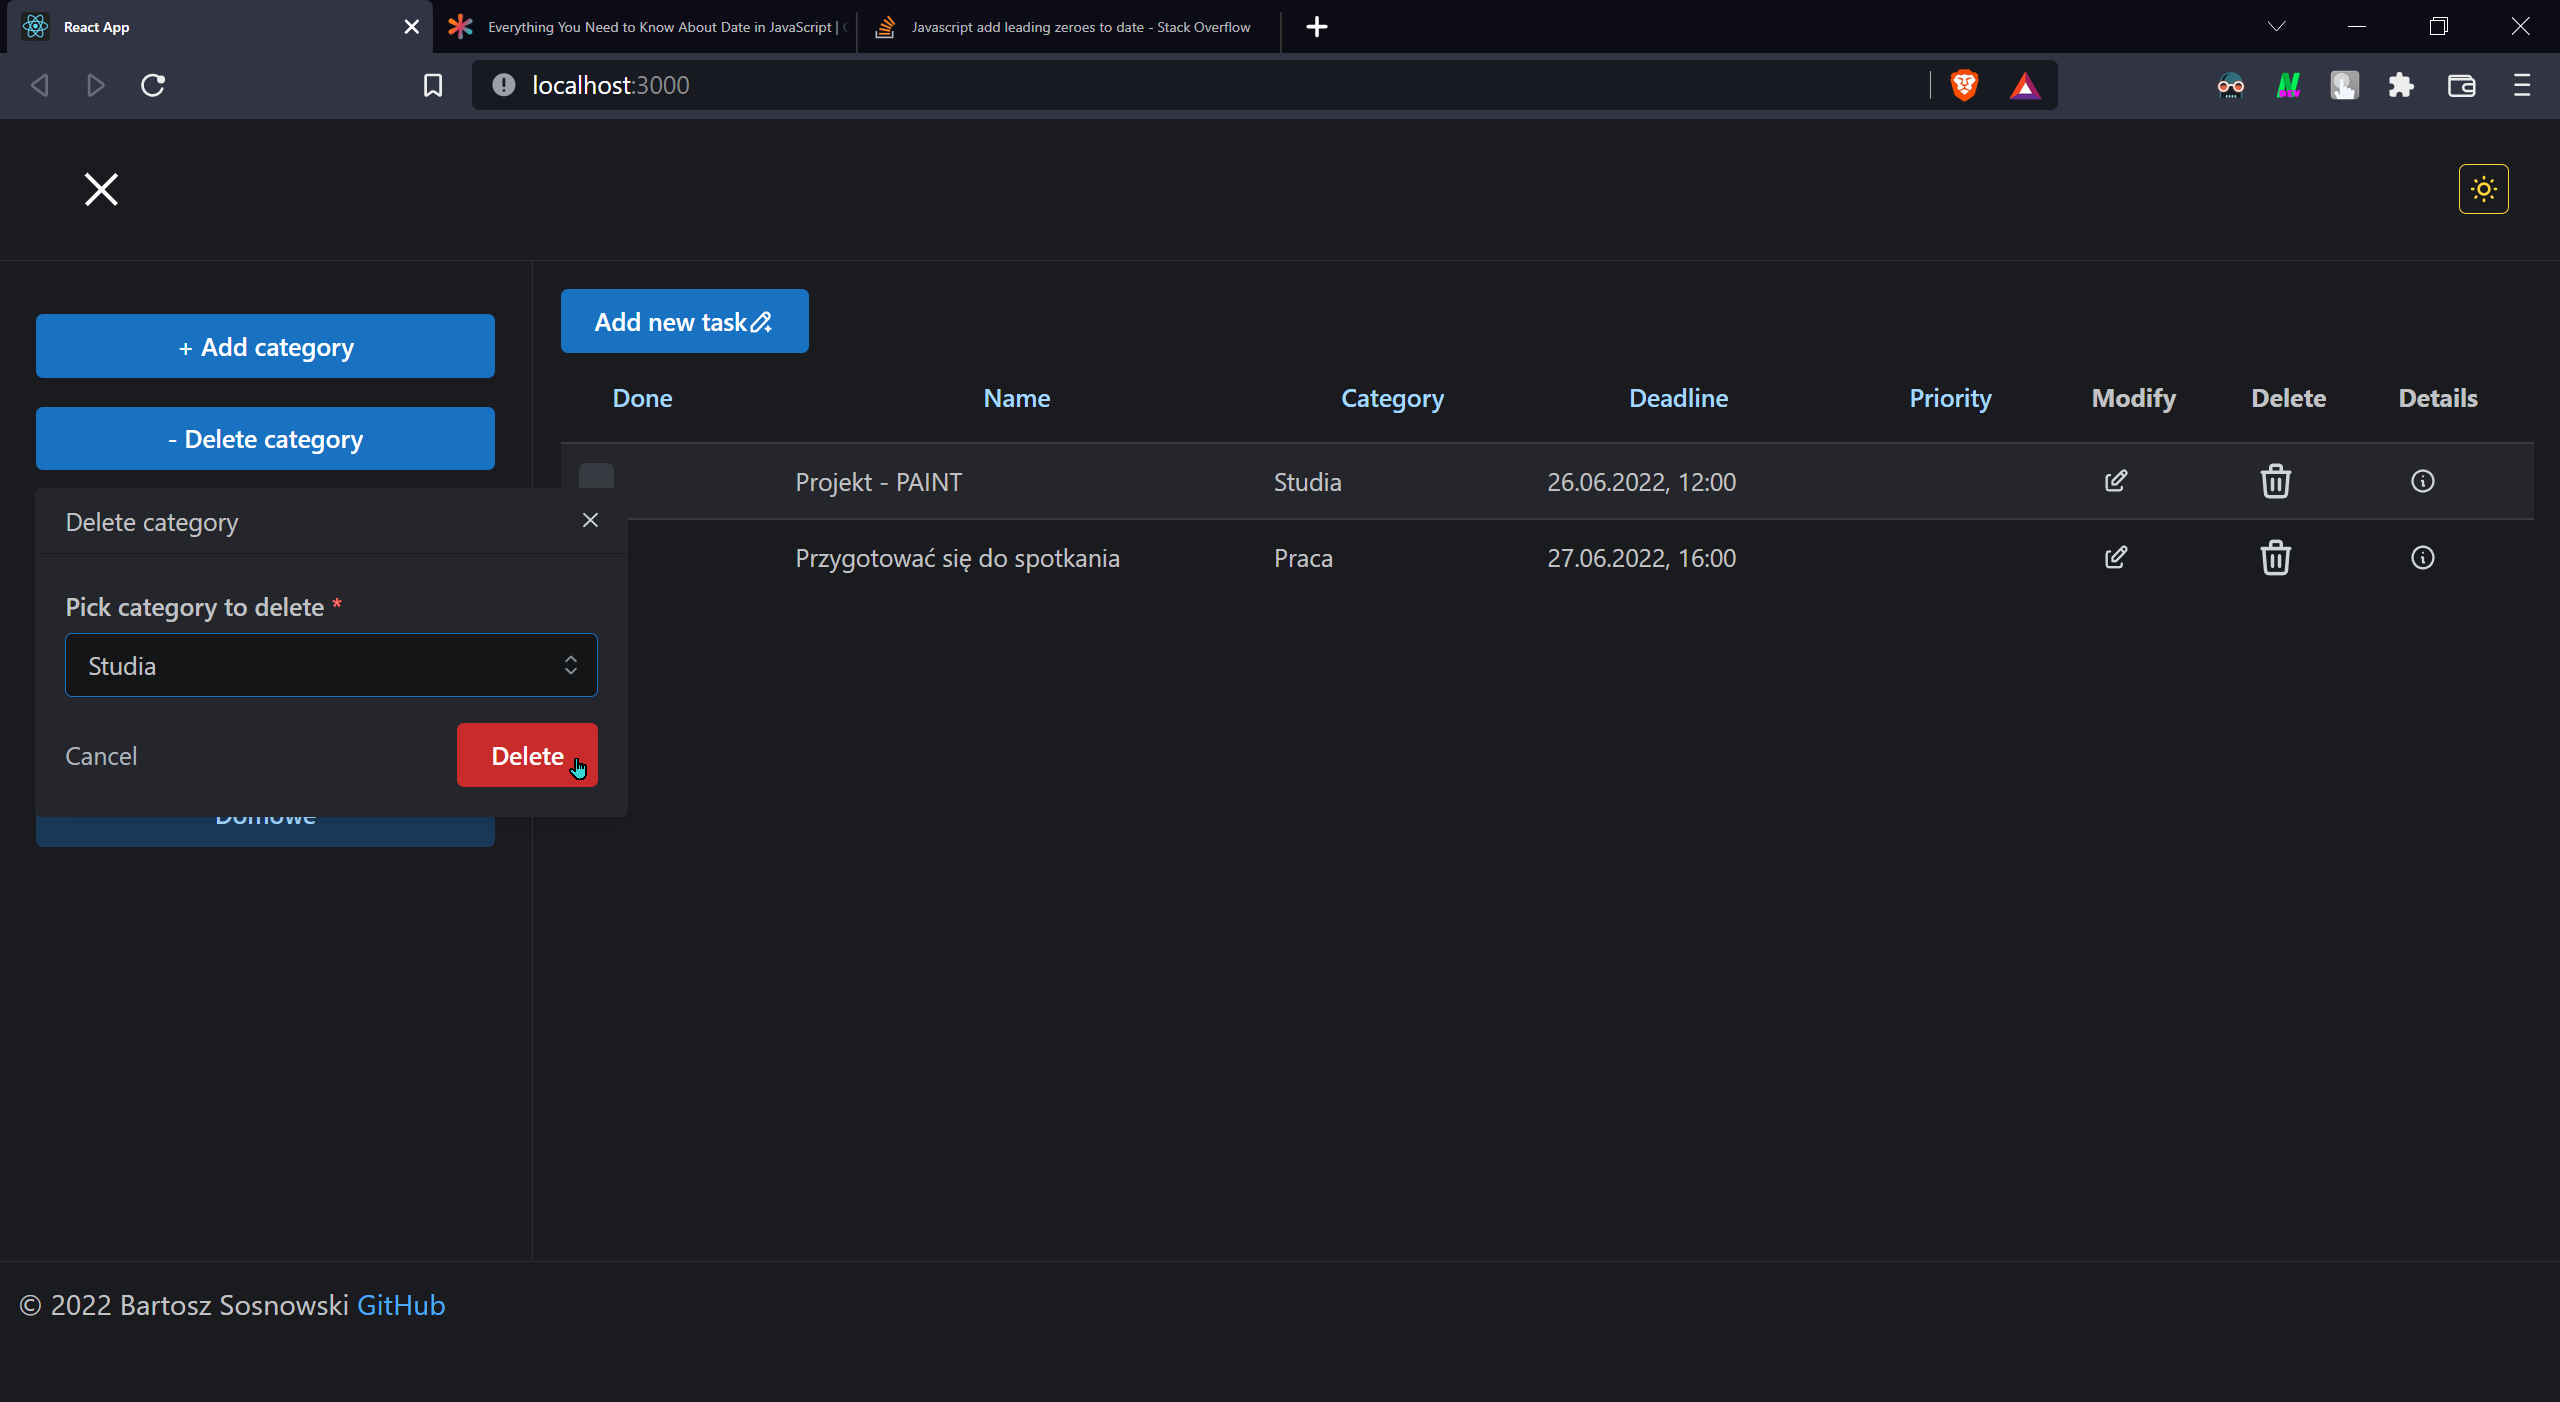 React App
Everything You Need to Know About Date in JavaScript |
Javascript add leading zeroes to date - Stack Overflow
localhost:3000
+ Add category
- Delete category
Delete category
Pick category to delete *
Studia
Cancel
Delete
Domowe
Add new task
Done Name Category Deadline Priority Modify Delete Details
Projekt - PAINT Studia 26.06.2022, 12:00
Przygotować się do spotkania Praca 27.06.2022, 16:00
© 2022 Bartosz Sosnowski GitHub